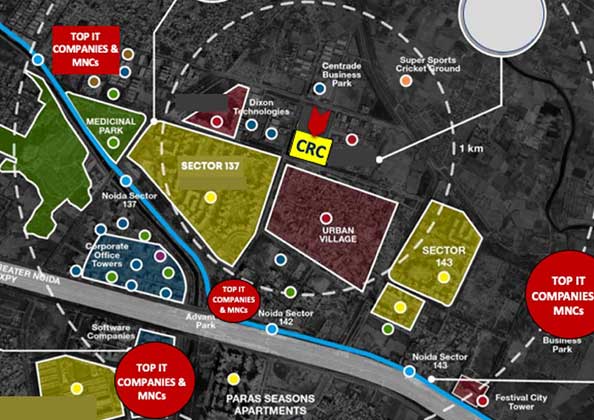 TOP IT
COMPANIES &
MNCs
Centrade
Business
Park
Super Sports
Cricket Ground
Dixon
Technologies
MEDICINAL
PARK
CRC
1 km
SECTOR 137
Noida Sector
137
URBAN
VILLAGE
SECTOR
143
Corporate
Office
Towers
GREATER NOIDA
EXPY
TOP IT
COMPANIES
& MNCs
TOP IT
COMPANIES
MNCs
Park
Noida Sector
142
Software
Companies
Business
Park
Noida Sector
143
TOP IT
COMPANIES &
MNCs
PARAS SEASONS
APARTMENTS
Festival City
Tower